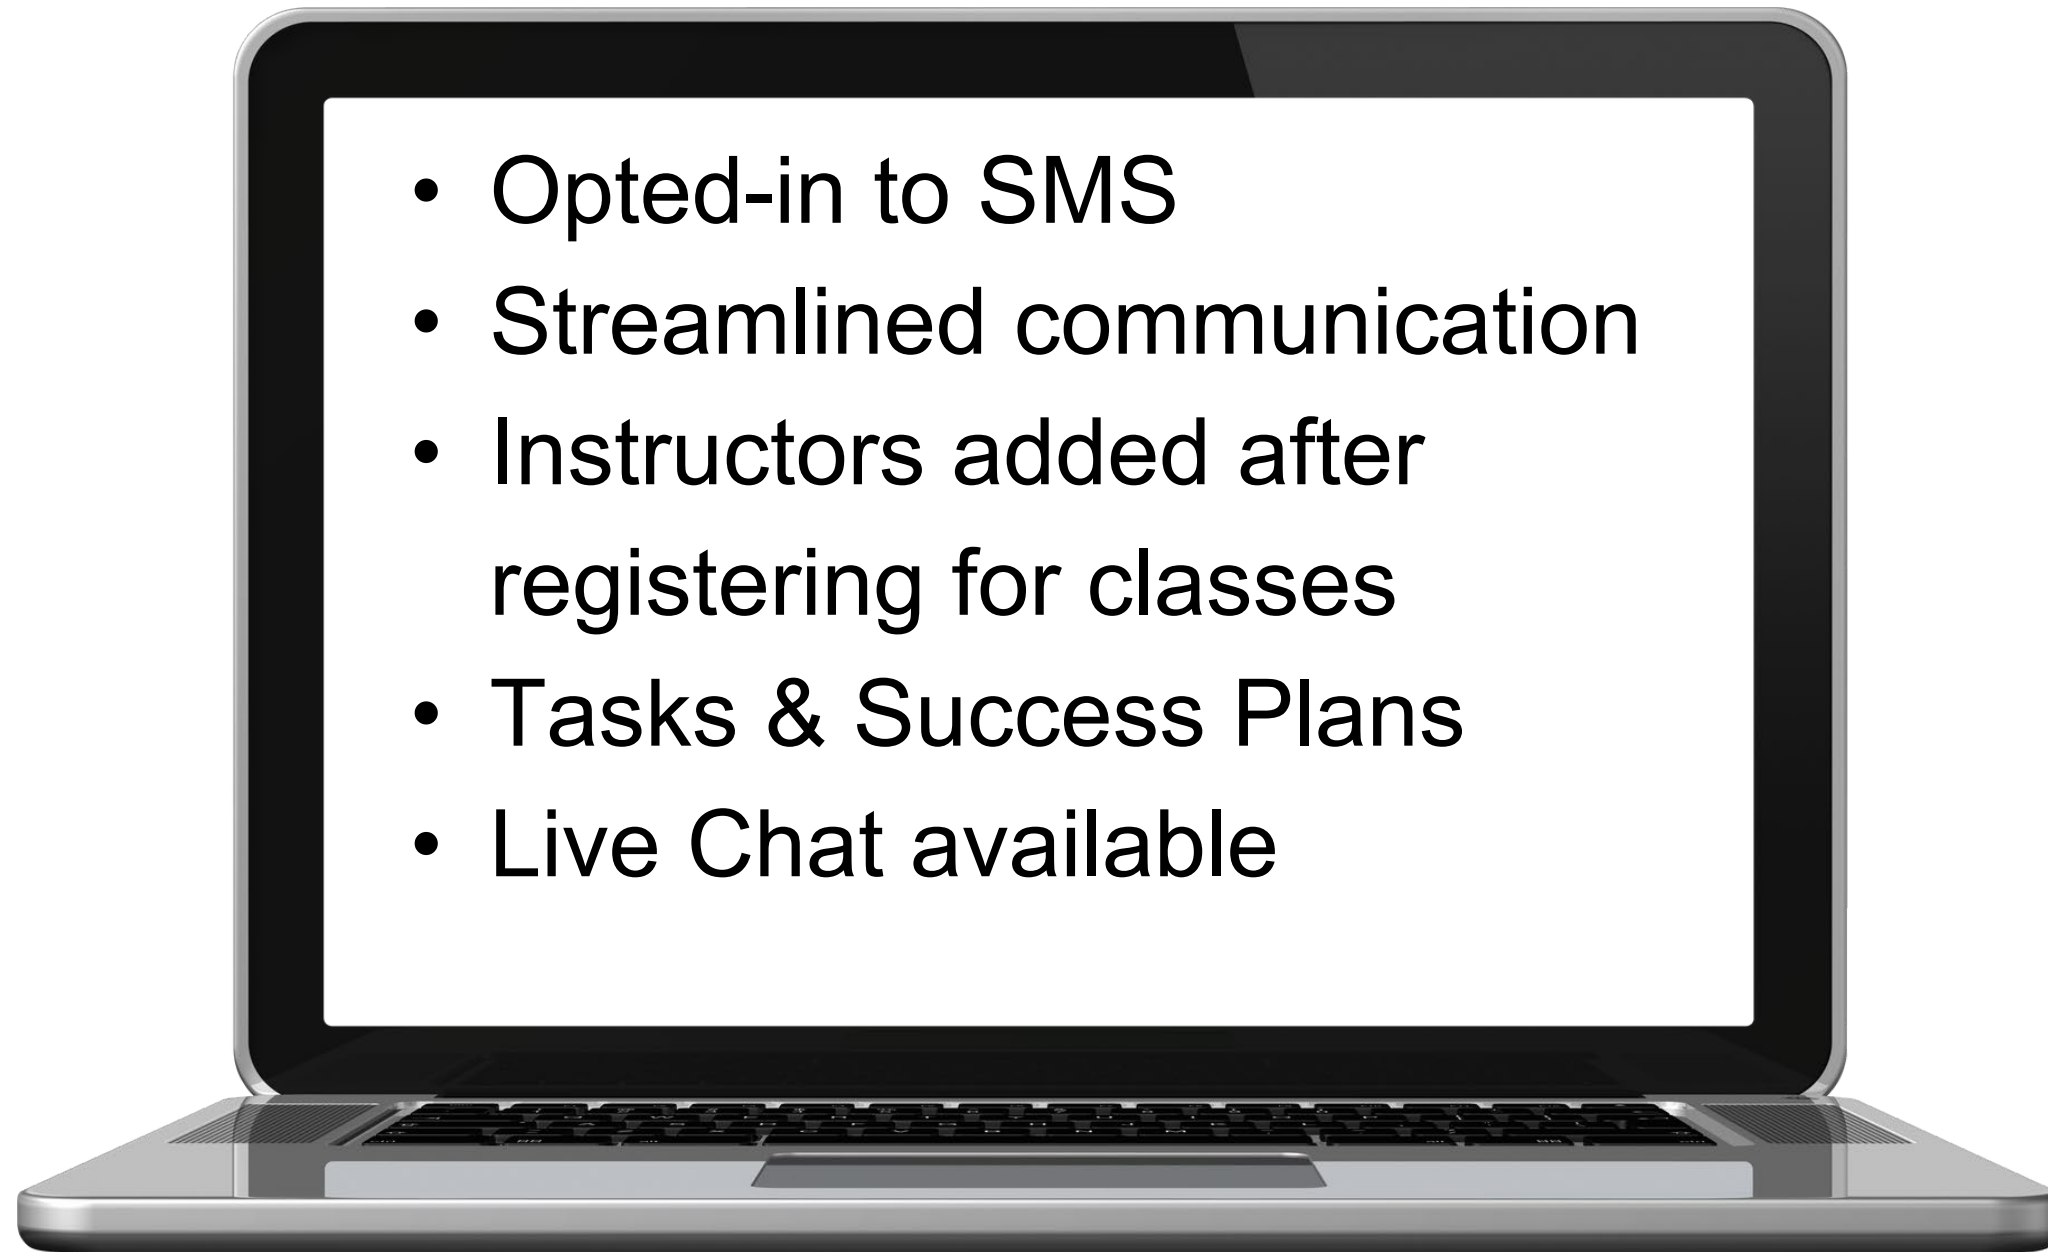 • Opted-in to SMS
• Streamlined communication
• Instructors added after
registering for classes
• Tasks & Success Plans
• Live Chat available